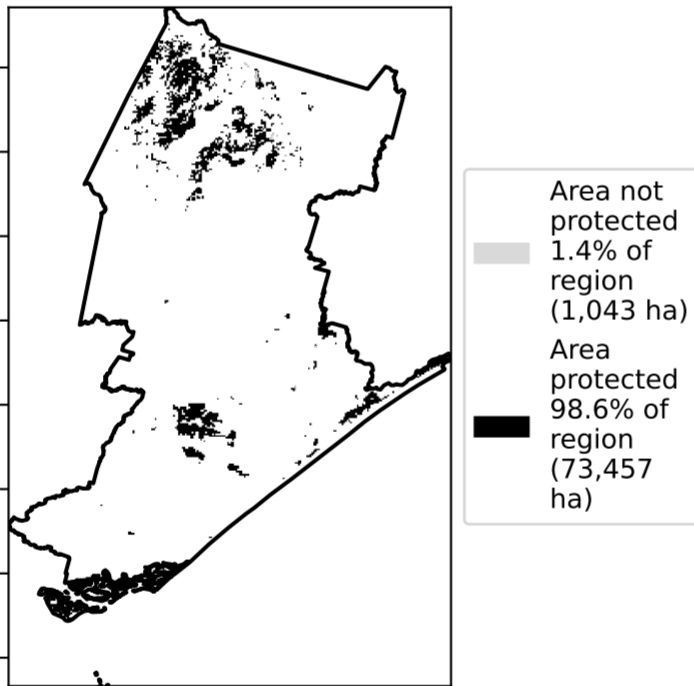 Area not
protected
1.4% of
region
(1,043 ha)
Area
protected
98.6% of
region
(73,457
ha)